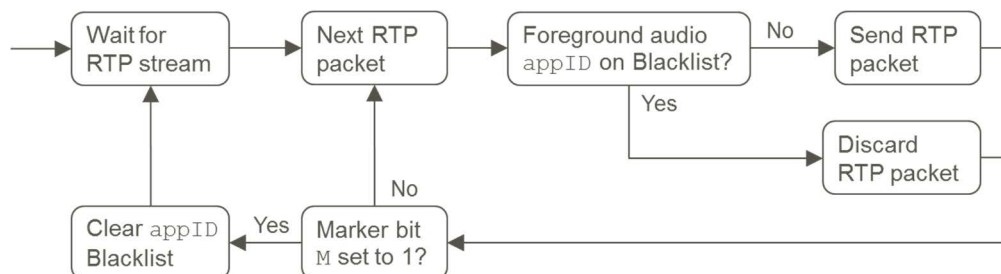 Wait for
RTP stream
Next RTP
packet
Foreground audio
appID on Blacklist?
No
Send RTP
packet
Yes
Discard
RTP packet
No
Clear appID
Blacklist
Yes
Marker bit
M set to 1?